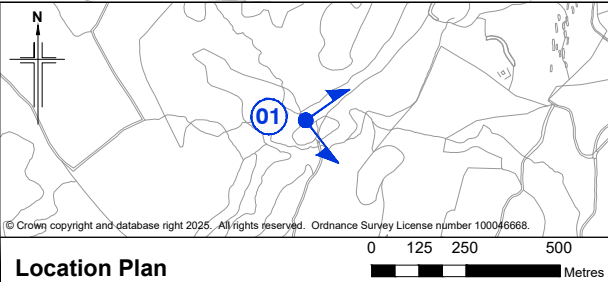 N
01
© Crown copyright and database right 2025. All rights reserved. Ordnance Survey License number 100046668.
Location Plan
0 125 250 500
Metres